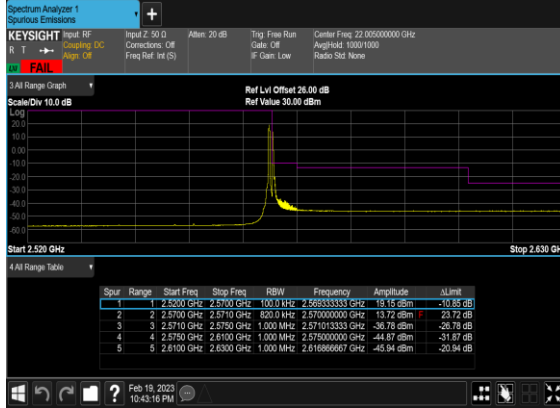 Spectrum Analyzer 1
Spurious Emissions
+
KEYSIGHT Input: RF Input Z: 50 Ω Atten: 20 dB Trig: Free Run Center Freq: 22.005000000 GHz
R T Coupling: DC Corrections: Off Gate: Off Avg|Hold: 1000/1000
Align: Off Freq Ref: Int (S) IF Gain: Low Radio Std: None
FAIL
3 All Range Graph
Ref Lvl Offset 26.00 dB
Scale/Div 10.0 dB Ref Value 30.00 dBm
Log
20.0
10.0
0.00
-10.0
-20.0
-30.0
-40.0
-50.0
-60.0
Start 2.520 GHz Stop 2.630 GH
4 All Range Table
Spur Range Start Freq Stop Freq RBW Frequency Amplitude ΔLimit
1 1 2.5200 GHz 2.5700 GHz 100.0 kHz 2.569333333 GHz 19.15 dBm -10.85 dB
2 2 2.5700 GHz 2.5710 GHz 820.0 kHz 2.570000000 GHz 13.72 dBm F 23.72 dB
3 3 2.5710 GHz 2.5750 GHz 1.000 MHz 2.571013333 GHz -36.78 dBm -26.78 dB
4 4 2.5750 GHz 2.6100 GHz 1.000 MHz 2.575000000 GHz -44.87 dBm -31.87 dB
5 5 2.6100 GHz 2.6300 GHz 1.000 MHz 2.616866667 GHz -45.94 dBm -20.94 dB
? Feb 19, 2023
10:43:16 PM